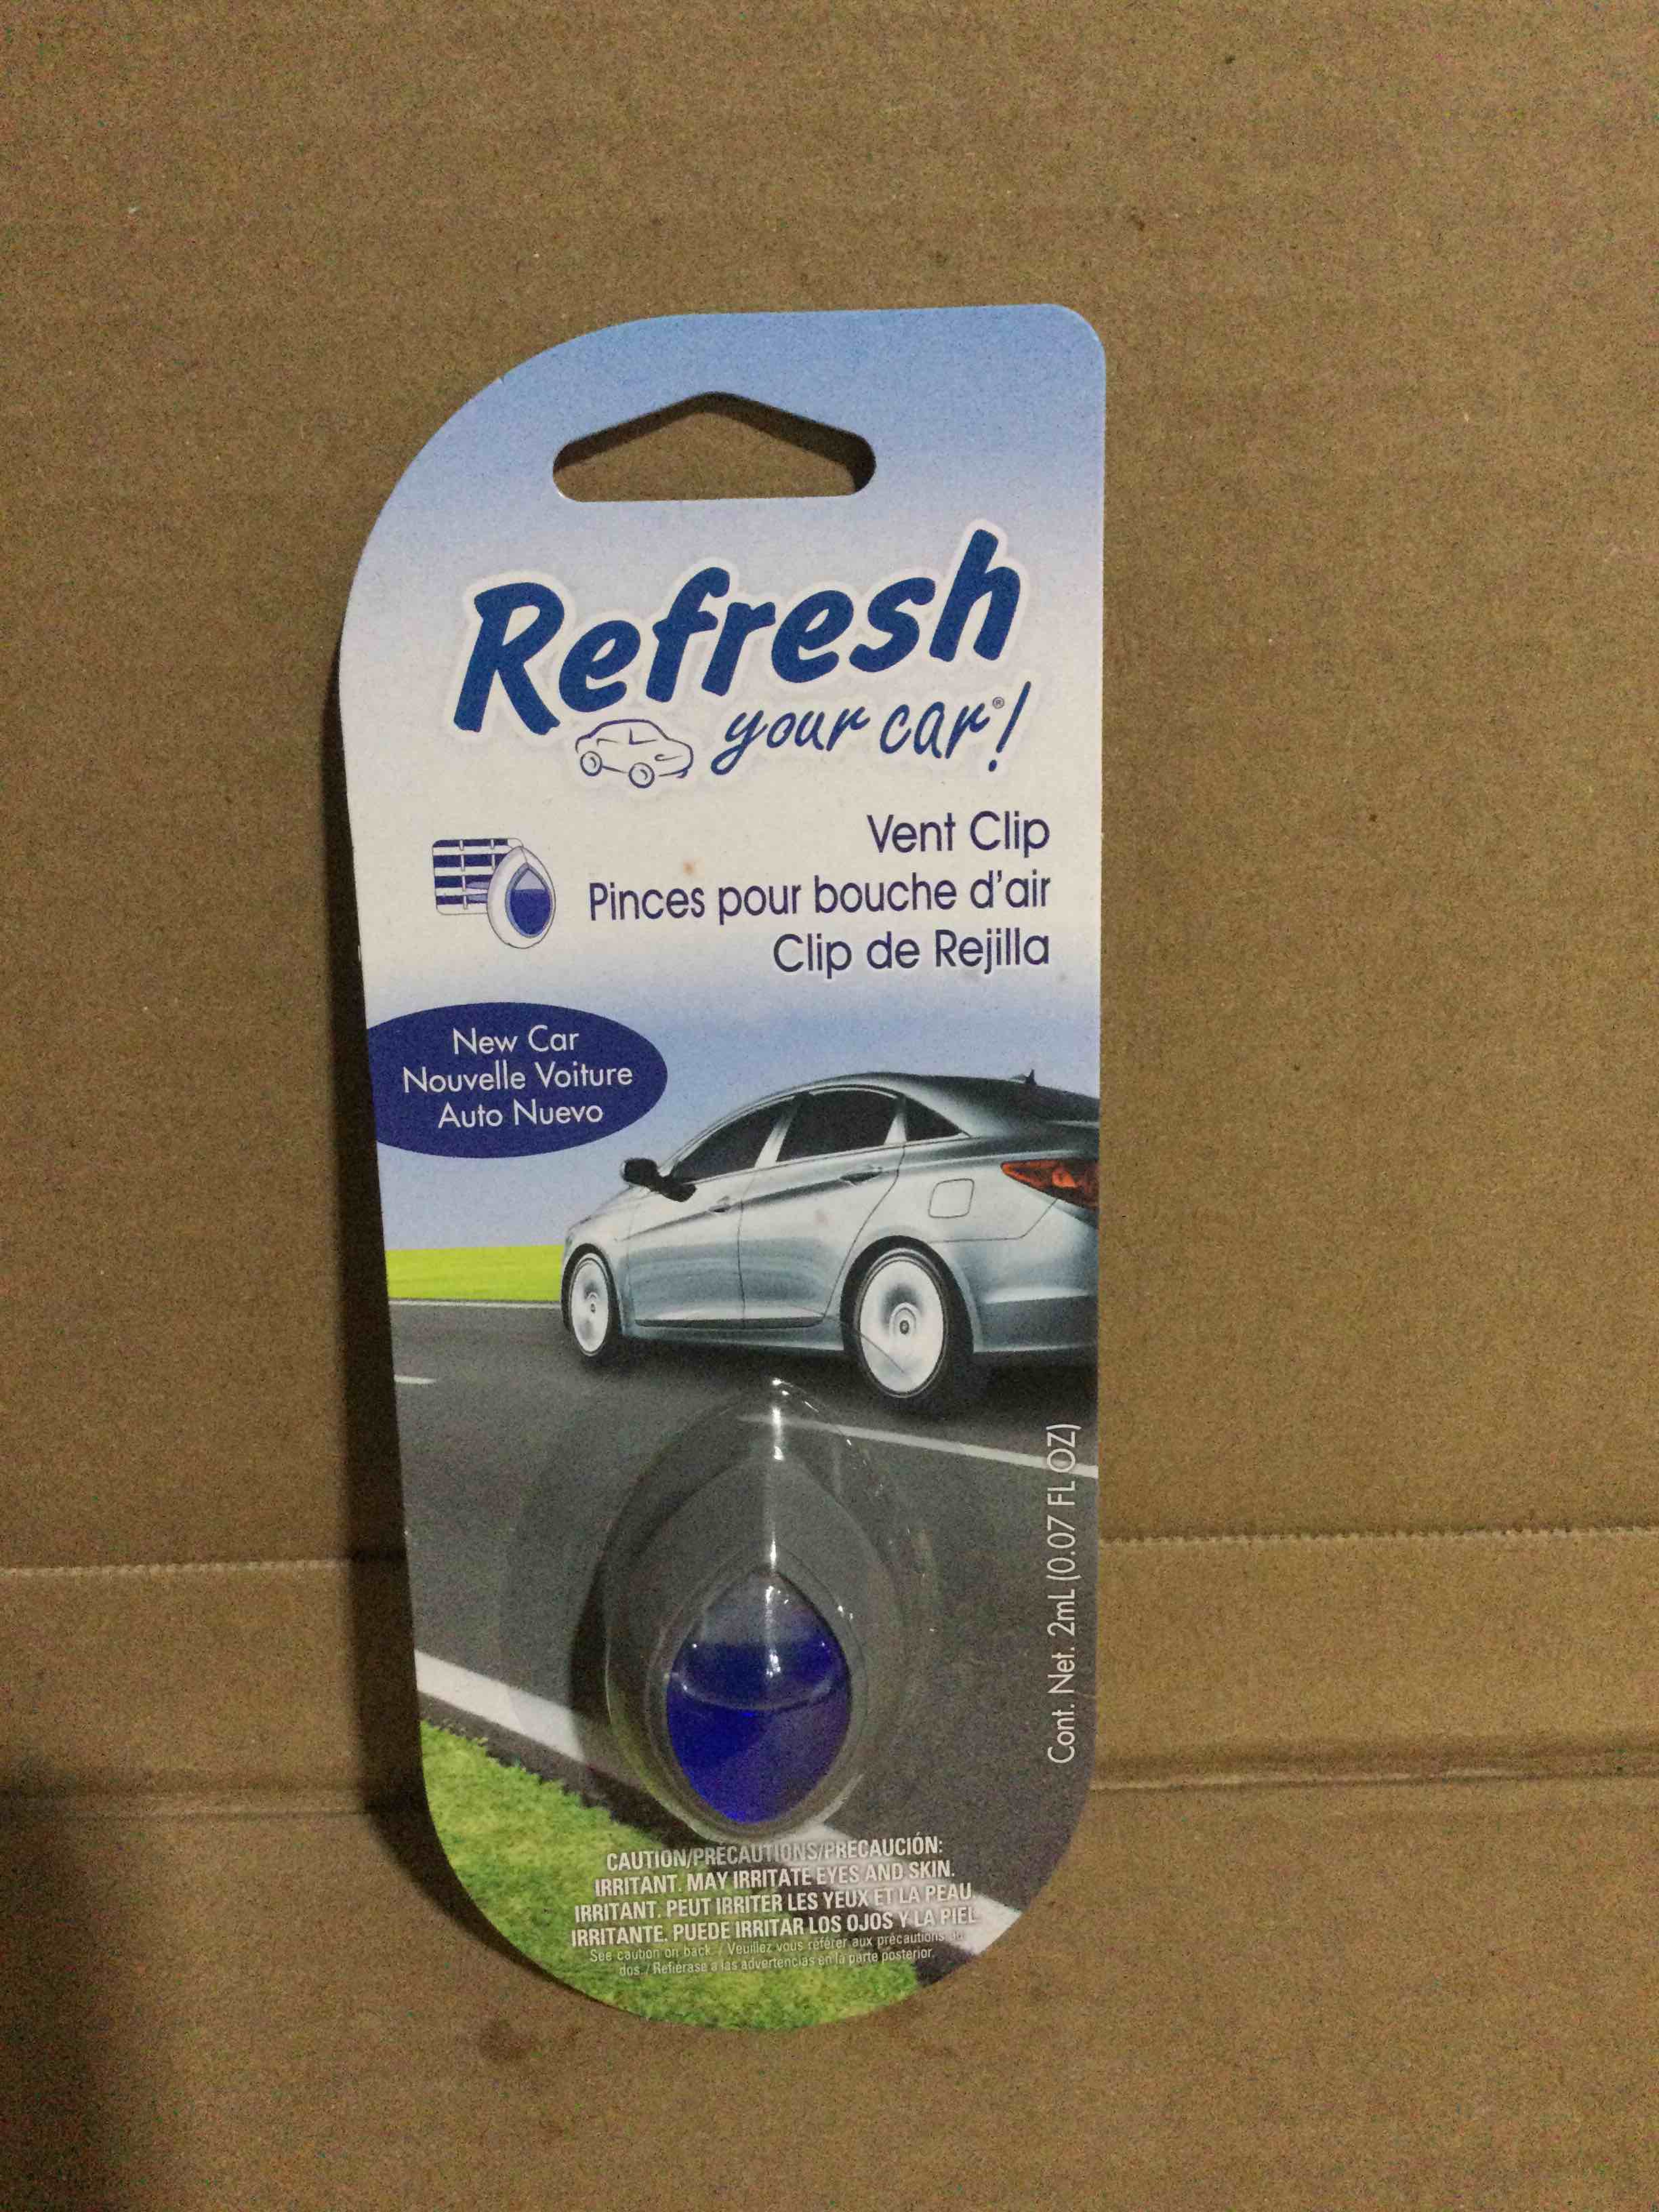 Refresh
your car®!
Vent Clip
Pinces pour bouche d'air
Clip de Rejilla
New Car
Nouvelle Voiture
Auto Nuevo
Cont. Net. 2mL (0.07 FL OZ)
CAUTION/PRÉCAUTIONS/PRECAUCIÓN:
IRRITANT. MAY IRRITATE EYES AND SKIN.
IRRITANT. PEUT IRRITER LES YEUX ET LA PEAU.
IRRITANTE. PUEDE IRRITAR LOS OJOS Y LA PIEL
See caution on back. / Veuillez vous référer aux précautions au
dos. / Refiérase a las advertencias en la parte posterior.